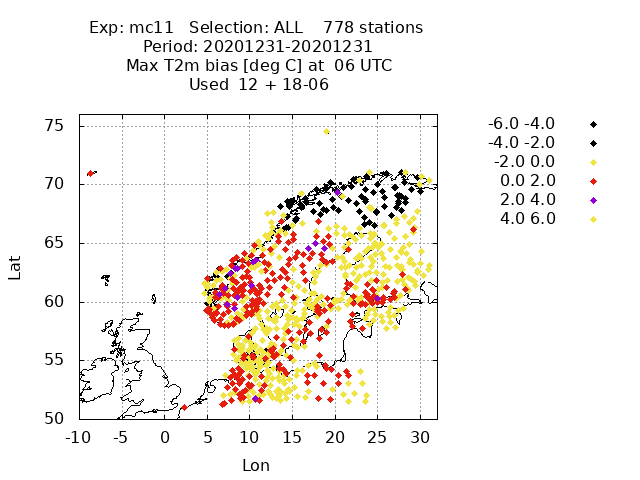 Exp: mc11 Selection: ALL 778 stations
Period: 20201231-20201231
Max T2m bias [deg C] at 06 UTC
Used 12 + 18-06
-6.0 -4.0
-4.0 -2.0
-2.0 0.0
0.0 2.0
2.0 4.0
4.0 6.0
75
70
65
60
55
50
Lat
-10 -5 0 5 10 15 20 25 30
Lon